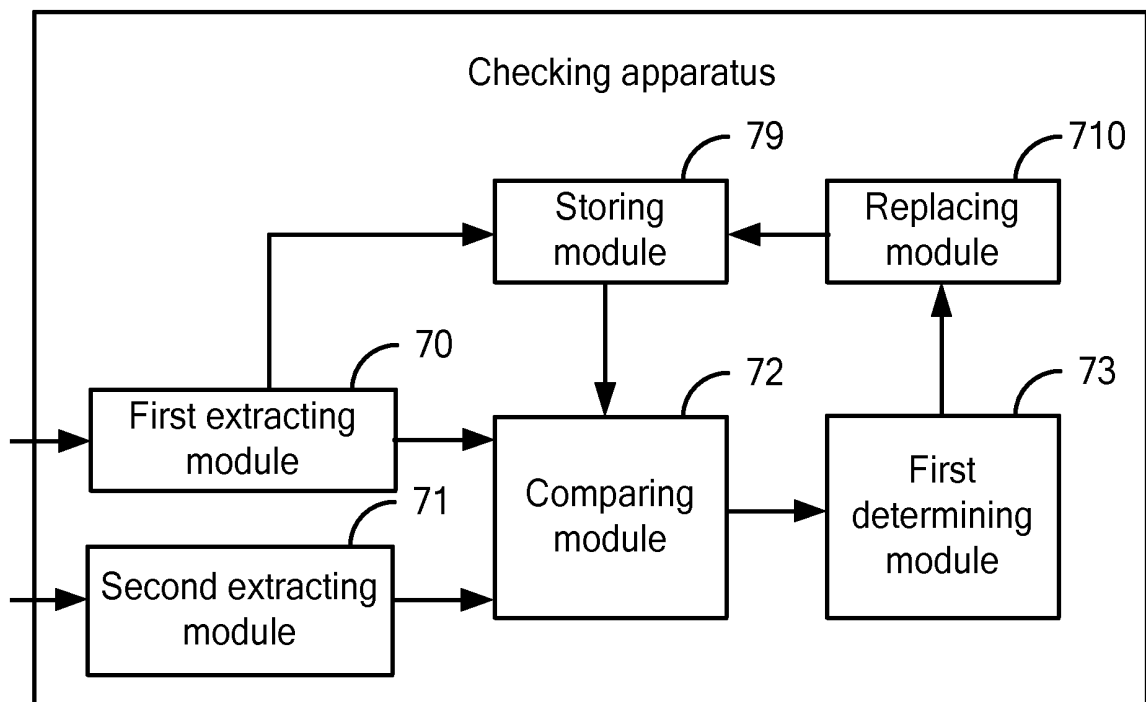 Checking apparatus
79
710
Storing
module
Replacing
module
70
72
73
First extracting
module
Comparing
module
First
determining
module
71
Second extracting
module